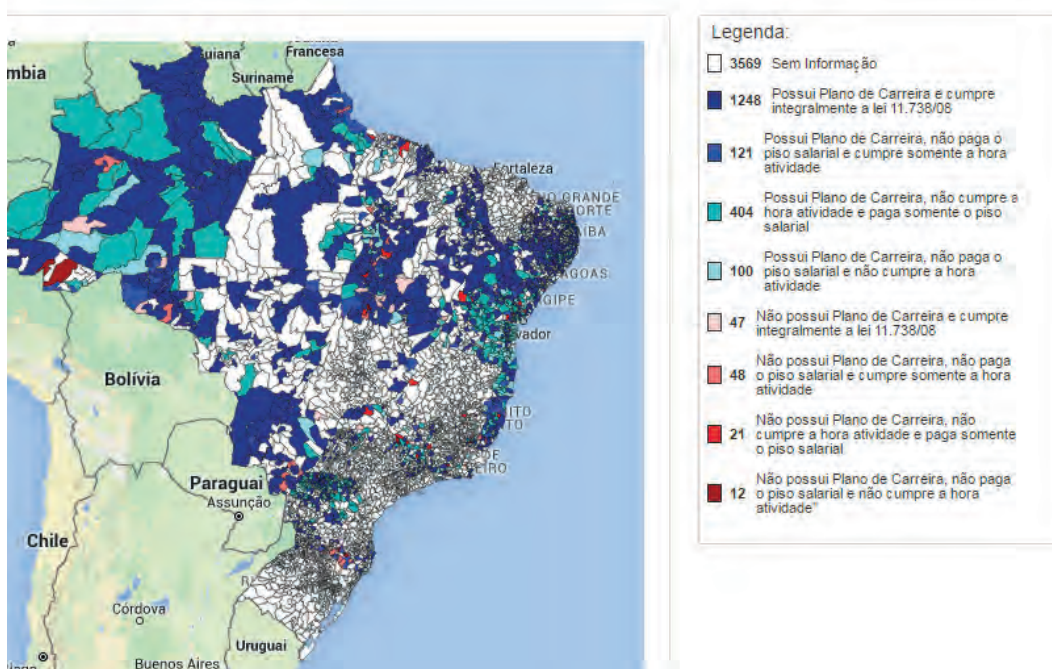 Francesa
Suriname
Fortaleza
GRANDE
Bolívia
Paraguai
Assunção
Chile
Córdova
Uruguai
Buenos Aires
Legenda:
3569 Sem Informação
1248 Possui Plano de Carreira e cumpre
integralmente a lei 11.738/08
121 Possui Plano de Carreira, não paga o
piso salarial e cumpre somente a hora
atividade
404 Possui Plano de Carreira, não cumpre a
hora atividade e paga somente o piso
salarial
100 Possui Plano de Carreira, não paga o
piso salarial e não cumpre a hora
atividade
47 Não possui Plano de Carreira e cumpre
integralmente a lei 11.738/08
48 Não possui Plano de Carreira, não paga
o piso salarial e cumpre somente a hora
atividade
21 Não possui Plano de Carreira, não
cumpre a hora atividade e paga somente
o piso salarial
12 Não possui Plano de Carreira, não paga
o piso salarial e não cumpre a hora
atividade"